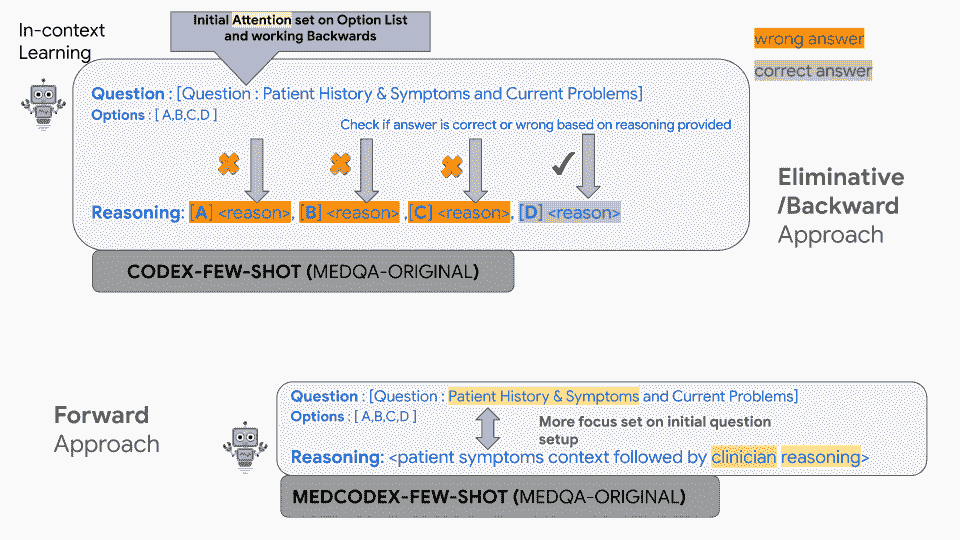 In-context
Learning
Initial Attention set on Option List
and working Backwards
wrong answer
correct answer
Question : [Question : Patient History & Symptoms and Current Problems]
Options : [ A,B,C,D ]
Check if answer is correct or wrong based on reasoning provided
Reasoning: [A] <reason>, [B] <reason> ,[C] <reason>, [D] <reason>
Eliminative
/Backward
Approach
CODEX-FEW-SHOT (MEDQA-ORIGINAL)
Forward
Approach
Question : [Question : Patient History & Symptoms and Current Problems]
Options : [ A,B,C,D ]
More focus set on initial question
setup
Reasoning: <patient symptoms context followed by clinician reasoning>
MEDCODEX-FEW-SHOT (MEDQA-ORIGINAL)